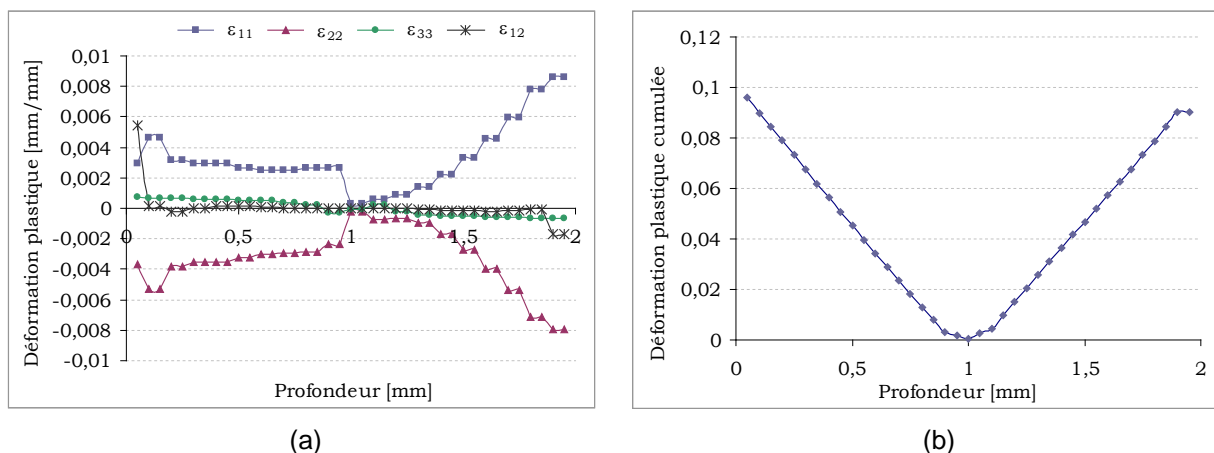 ε11 ε22 ε33 ε12
Déformation plastique [mm/mm]
0,01
0,008
0,006
0,004
0,002
0
-0,002
-0,004
-0,006
-0,008
-0,01
0 0,5 1 1,5 2
Profondeur [mm]
(a)
Déformation plastique cumulée
0,12
0,1
0,08
0,06
0,04
0,02
0
0 0,5 1 1,5 2
Profondeur [mm]
(b)